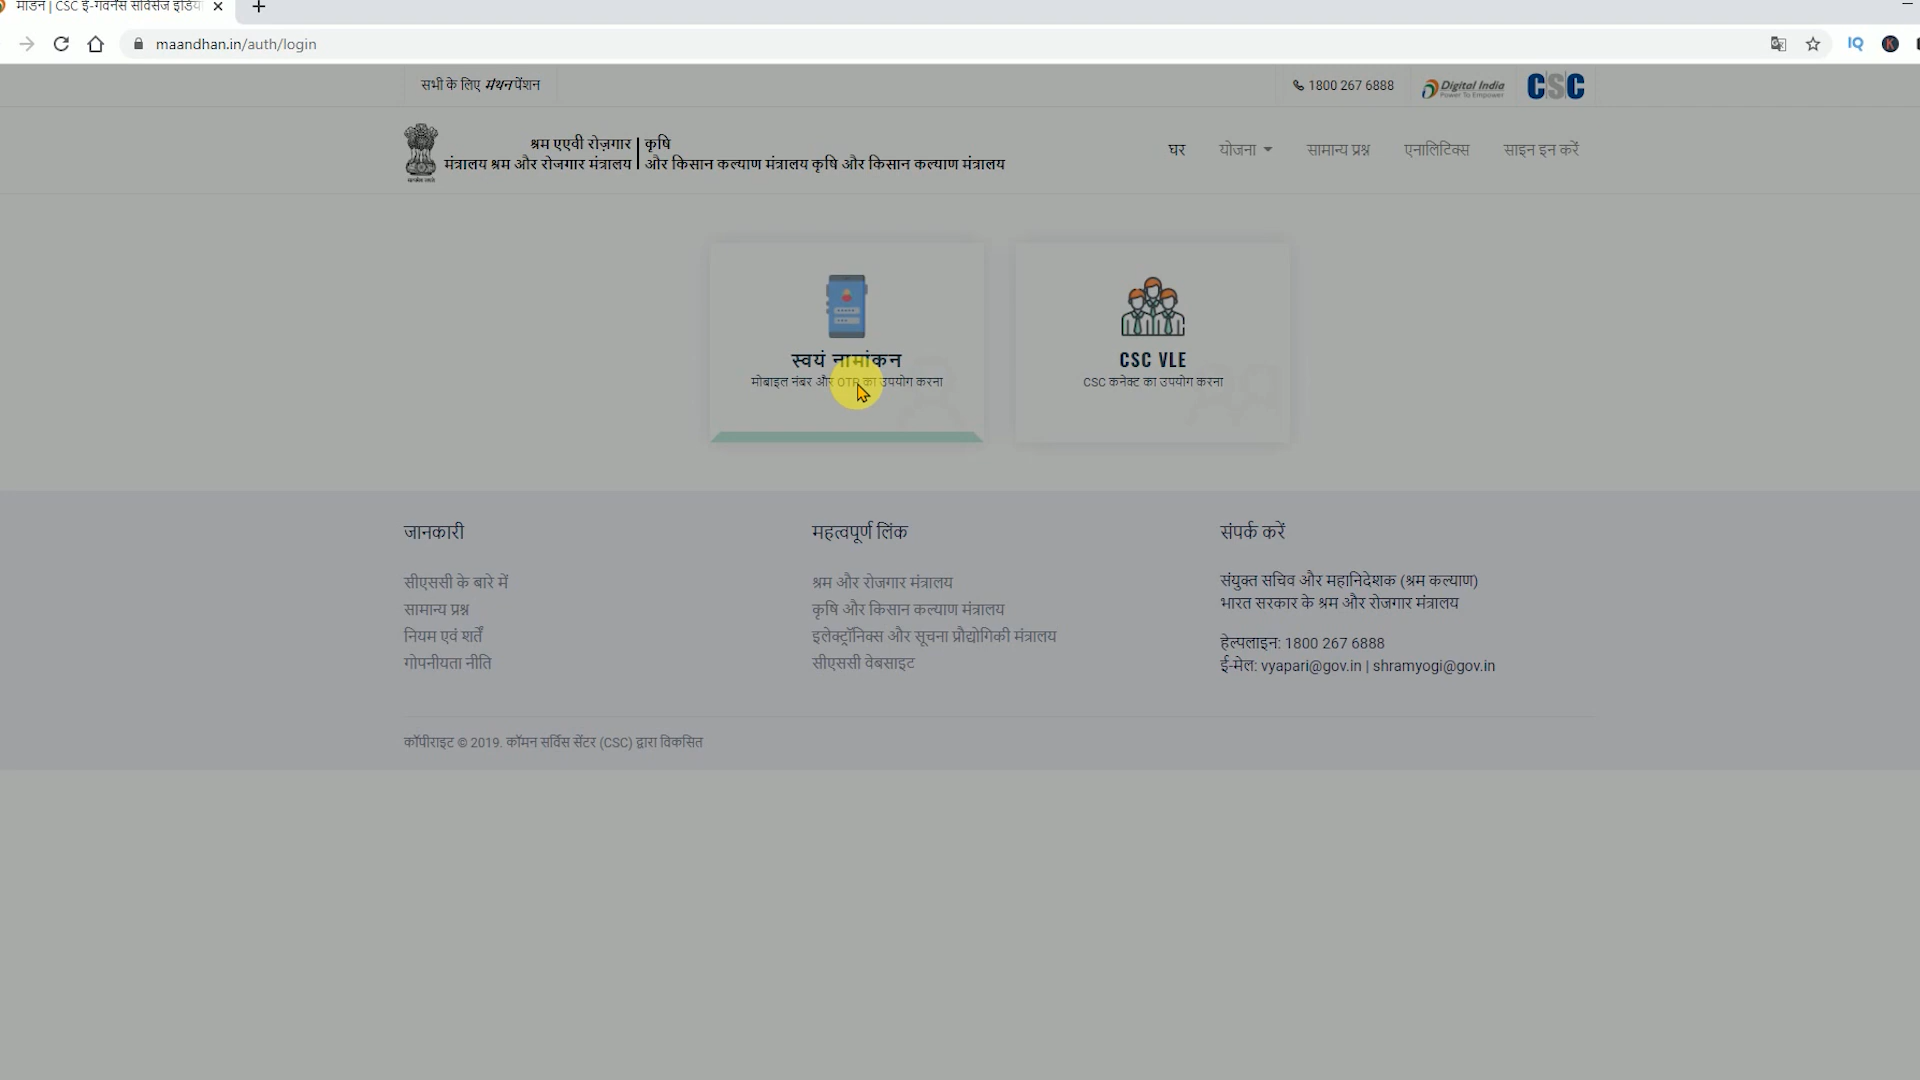 maandhan.in/auth/login
सभी के लिए मंथन पेंशन
1800 267 6888
Digital India
Power To Empower
CSC
श्रम एएवी रोज़गार | कृषि
मंत्रालय श्रम और रोजगार मंत्रालय | और किसान कल्याण मंत्रालय कृषि और किसान कल्याण मंत्रालय
घर
योजना
सामान्य प्रश्न
एनालिटिक्स
साइन इन करें
स्वयं नामांकन
मोबाइल नंबर और OTP का उपयोग करना
CSC VLE
CSC कनेक्ट का उपयोग करना
जानकारी
सीएससी के बारे में
सामान्य प्रश्न
नियम एवं शर्तें
गोपनीयता नीति
महत्वपूर्ण लिंक
श्रम और रोजगार मंत्रालय
कृषि और किसान कल्याण मंत्रालय
इलेक्ट्रॉनिक्स और सूचना प्रौद्योगिकी मंत्रालय
सीएससी वेबसाइट
संपर्क करें
संयुक्त सचिव और महानिदेशक (श्रम कल्याण)
भारत सरकार के श्रम और रोजगार मंत्रालय
हेल्पलाइन: 1800 267 6888
ई-मेल: vyapari@gov.in | shramyogi@gov.in
कॉपीराइट © 2019. कॉमन सर्विस सेंटर (CSC) द्वारा विकसित